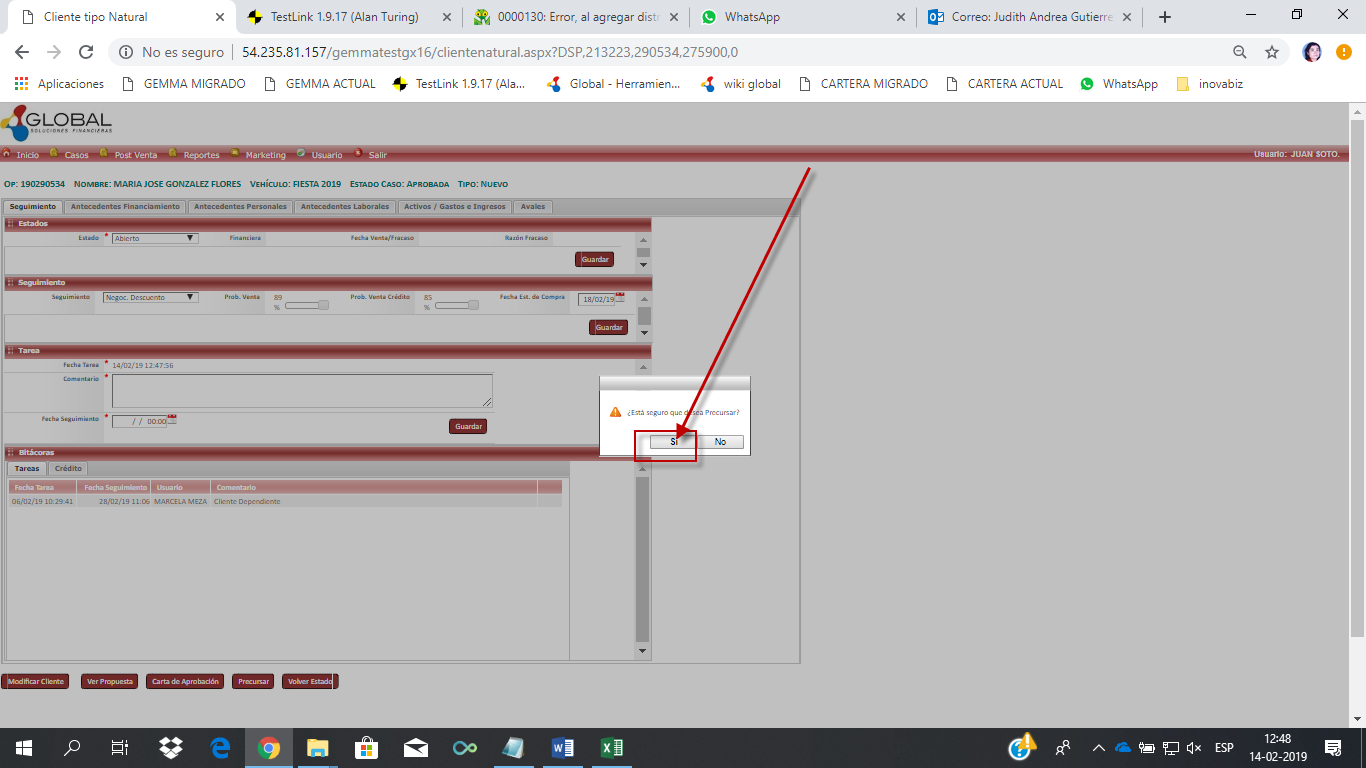 Cliente tipo Natural
TestLink 1.9.17 (Alan Turing)
0000130: Error, al agregar distr
WhatsApp
Correo: Judith Andrea Gutierre
No es seguro 54.235.81.157/gemmatestgx16/clientenatural.aspx?DSP,213223,290534,275900,0
Aplicaciones GEMMA MIGRADO GEMMA ACTUAL TestLink 1.9.17 (Ala... Global - Herramien... wiki global CARTERA MIGRADO CARTERA ACTUAL WhatsApp inovabiz
GLOBAL
SOLUCIONES FINANCIERAS
Inicio Casos Post Venta Reportes Marketing Usuario Salir Usuario: JUAN SOTO.
Op: 190290534 Nombre: MARIA JOSE GONZALEZ FLORES Vehículo: FIESTA 2019 Estado Caso: Aprobada Tipo: Nuevo
Seguimiento Antecedentes Financiamiento Antecedentes Personales Antecedentes Laborales Activos / Gastos e Ingresos Avales
Estados
Estado * Abierto Financiera Fecha Venta/Fracaso Razón Fracaso
Guardar
Seguimiento
Seguimiento Negoc. Descuento Prob. Venta 89 % Prob. Venta Crédito 85 % Fecha Est. de Compra 18/02/19
Guardar
Tarea
Fecha Tarea * 14/02/19 12:47:56
Comentario *
Fecha Seguimiento * / / 00:00
Guardar
¿Está seguro que desea Precursar?
Si No
Bitácoras
Tareas Crédito
Fecha Tarea Fecha Seguimiento Usuario Comentario
06/02/19 10:29:41 28/02/19 11:06 MARCELA MEZA Cliente Dependiente
Modificar Cliente Ver Propuesta Carta de Aprobación Precursar Volver Estado
ESP
12:48
14-02-2019